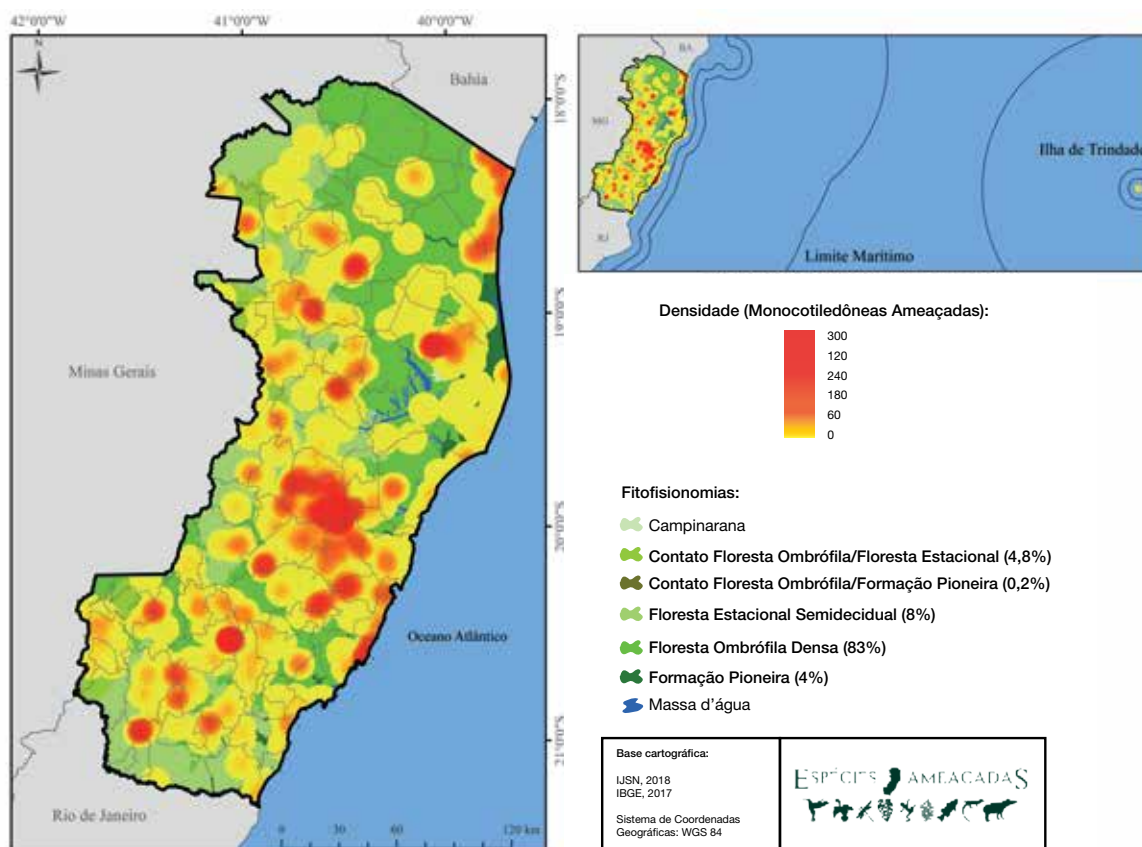 42°0'0"W
41°0'0"W
40°0'0"W
N
Bahia
Minas Gerais
Rio de Janeiro
Oceano Atlântico
18°0'0"S
19°0'0"S
20°0'0"S
21°0'0"S
0 30 60 120 km
BA
MG
RJ
Ilha de Trindade
Limite Marítimo
Densidade (Monocotiledôneas Ameaçadas):
300
120
240
180
60
0
Fitofisionomias:
Campinarana
Contato Floresta Ombrófila/Floresta Estacional (4,8%)
Contato Floresta Ombrófila/Formação Pioneira (0,2%)
Floresta Estacional Semidecidual (8%)
Floresta Ombrófila Densa (83%)
Formação Pioneira (4%)
Massa d'água
Base cartográfica:
IJSN, 2018
IBGE, 2017
Sistema de Coordenadas
Geográficas: WGS 84
ESPÉCIES AMEAÇADAS